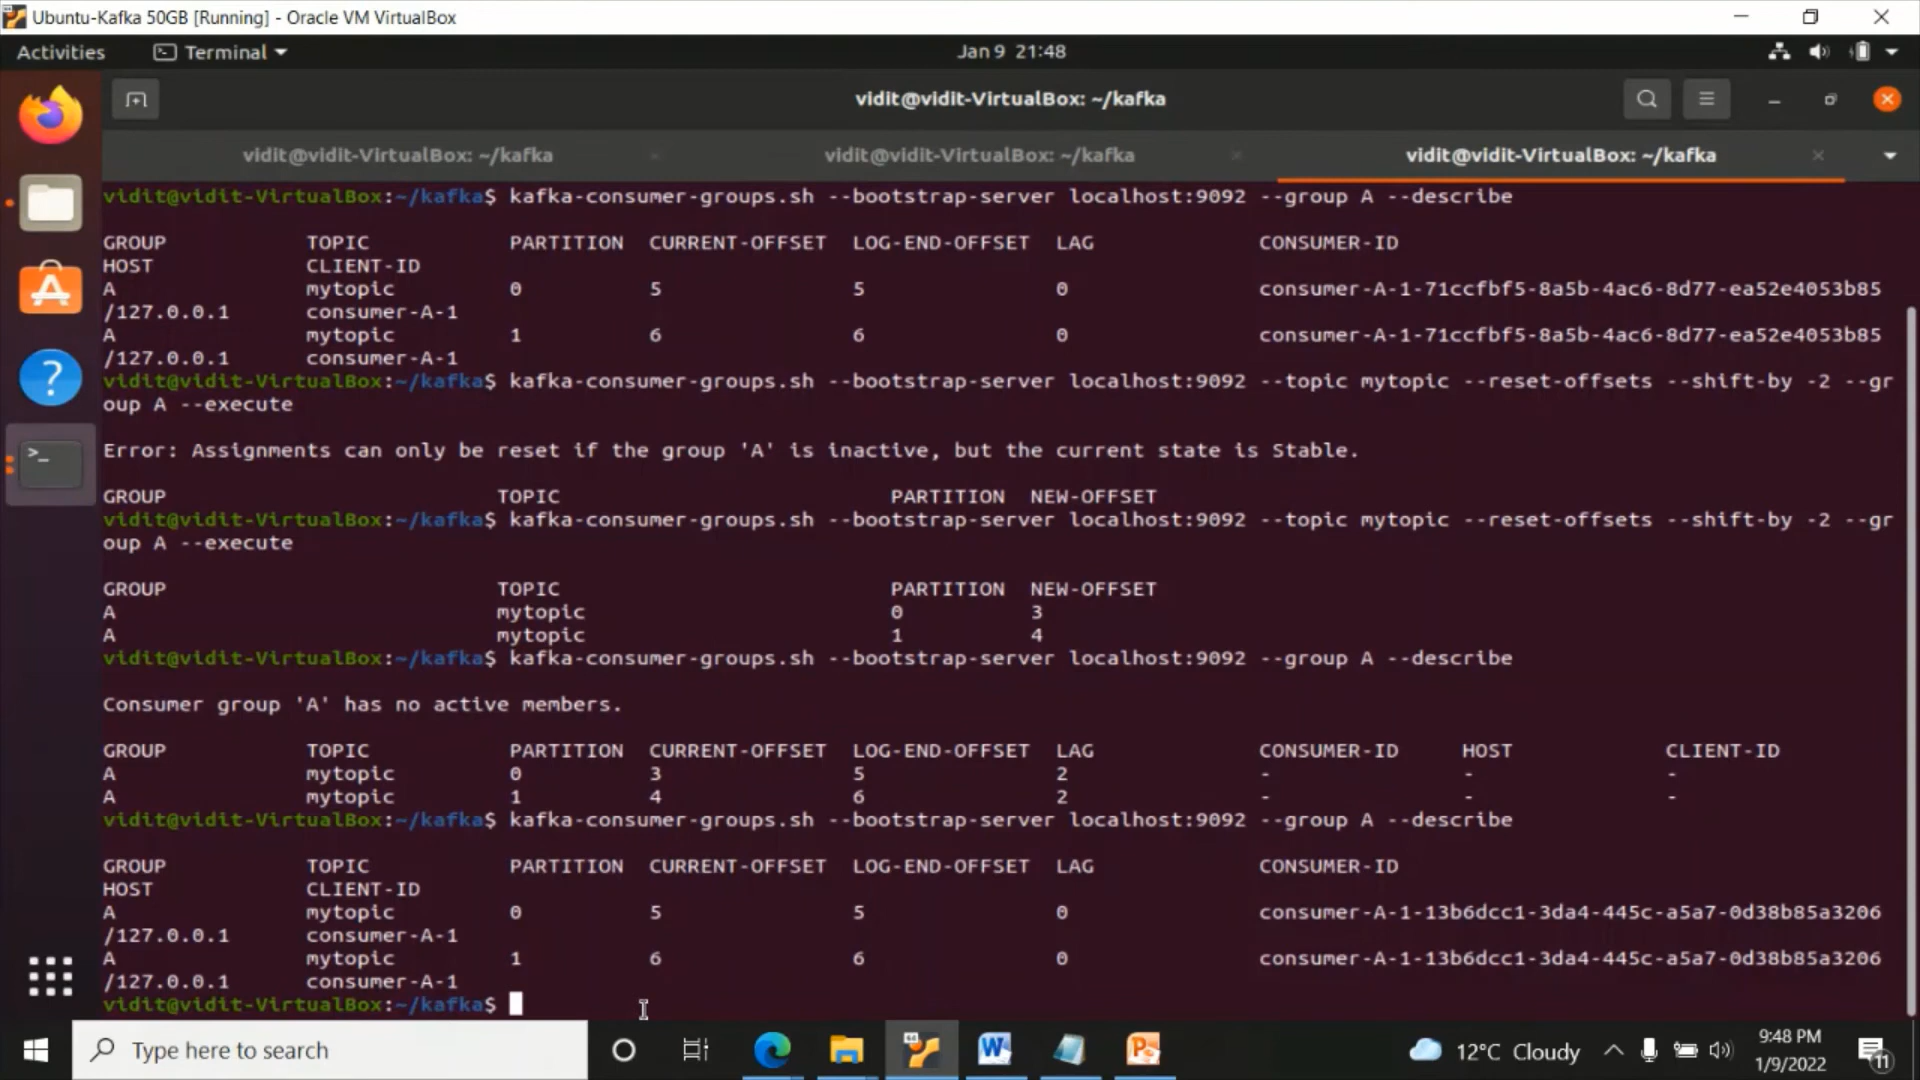 Ubuntu-Kafka 50GB [Running] - Oracle VM VirtualBox
Activities Terminal Jan 9 21:48
vidit@vidit-VirtualBox: ~/kafka
vidit@vidit-VirtualBox: ~/kafka vidit@vidit-VirtualBox: ~/kafka vidit@vidit-VirtualBox: ~/kafka
vidit@vidit-VirtualBox:~/kafka$ kafka-consumer-groups.sh --bootstrap-server localhost:9092 --group A --describe
GROUP TOPIC PARTITION CURRENT-OFFSET LOG-END-OFFSET LAG CONSUMER-ID
HOST CLIENT-ID
A mytopic 0 5 5 0 consumer-A-1-71ccfbf5-8a5b-4ac6-8d77-ea52e4053b85
/127.0.0.1 consumer-A-1
A mytopic 1 6 6 0 consumer-A-1-71ccfbf5-8a5b-4ac6-8d77-ea52e4053b85
/127.0.0.1 consumer-A-1
vidit@vidit-VirtualBox:~/kafka$ kafka-consumer-groups.sh --bootstrap-server localhost:9092 --topic mytopic --reset-offsets --shift-by -2 --gr
oup A --execute
Error: Assignments can only be reset if the group 'A' is inactive, but the current state is Stable.
GROUP TOPIC PARTITION NEW-OFFSET
vidit@vidit-VirtualBox:~/kafka$ kafka-consumer-groups.sh --bootstrap-server localhost:9092 --topic mytopic --reset-offsets --shift-by -2 --gr
oup A --execute
GROUP TOPIC PARTITION NEW-OFFSET
A mytopic 0 3
A mytopic 1 4
vidit@vidit-VirtualBox:~/kafka$ kafka-consumer-groups.sh --bootstrap-server localhost:9092 --group A --describe
Consumer group 'A' has no active members.
GROUP TOPIC PARTITION CURRENT-OFFSET LOG-END-OFFSET LAG CONSUMER-ID HOST CLIENT-ID
A mytopic 0 3 5 2 - - -
A mytopic 1 4 6 2 - - -
vidit@vidit-VirtualBox:~/kafka$ kafka-consumer-groups.sh --bootstrap-server localhost:9092 --group A --describe
GROUP TOPIC PARTITION CURRENT-OFFSET LOG-END-OFFSET LAG CONSUMER-ID
HOST CLIENT-ID
A mytopic 0 5 5 0 consumer-A-1-13b6dcc1-3da4-445c-a5a7-0d38b85a3206
/127.0.0.1 consumer-A-1
A mytopic 1 6 6 0 consumer-A-1-13b6dcc1-3da4-445c-a5a7-0d38b85a3206
/127.0.0.1 consumer-A-1
vidit@vidit-VirtualBox:~/kafka$
Type here to search 12°C Cloudy 9:48 PM
1/9/2022 11